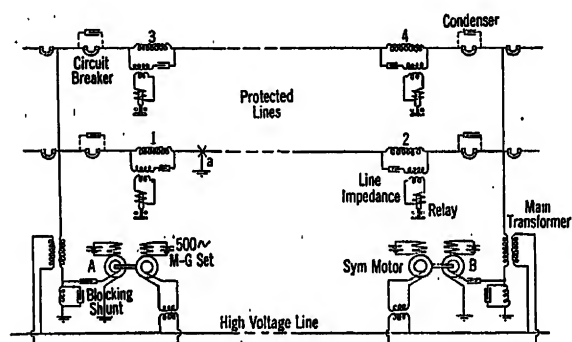 3
4
Condenser
Circuit
Breaker
Protected
Lines
1
a
2
Line
Impedance
Relay
Main
Transformer
500~
M-G Set
A
Sym Motor
B
Blocking
Shunt
High Voltage Line